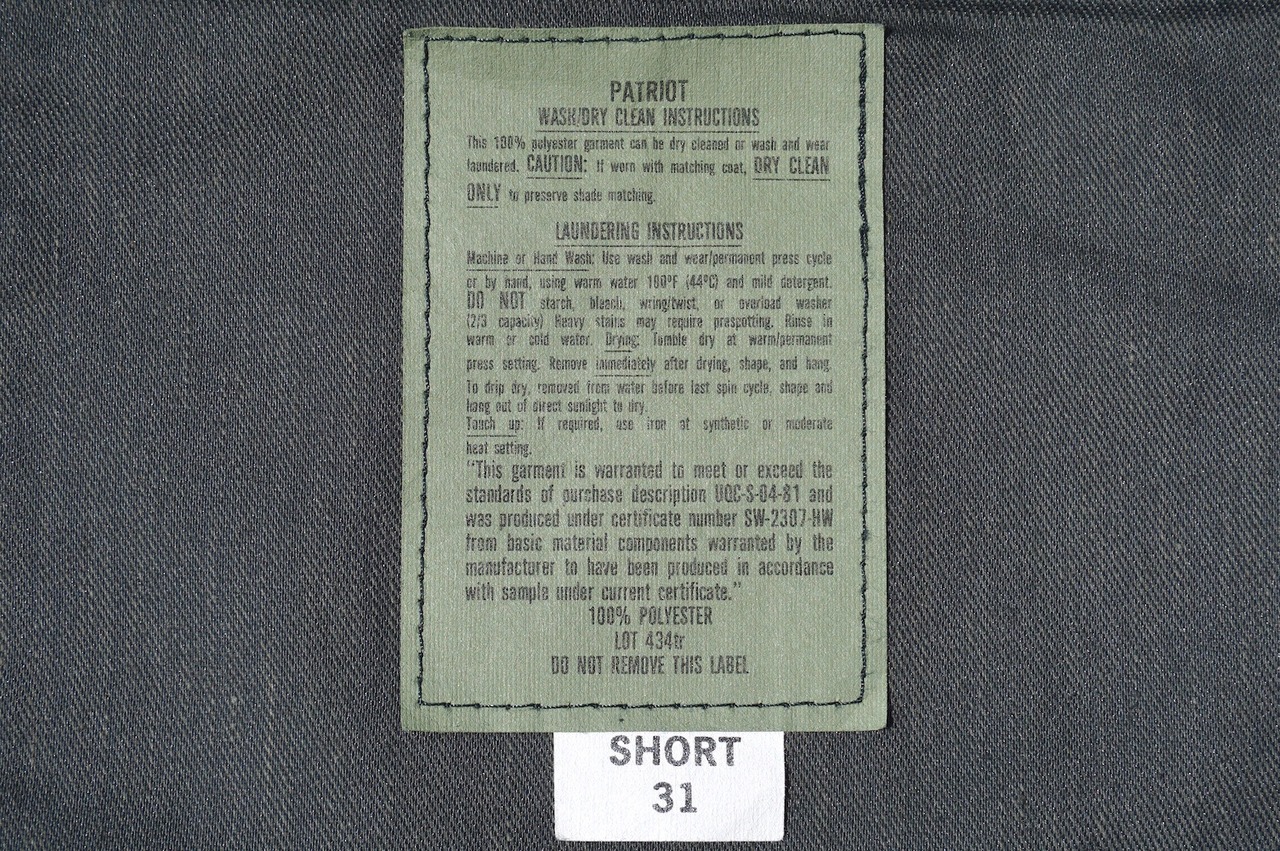 PATRIOT
WASH/DRY CLEAN INSTRUCTIONS
This 100% polyester garment can be dry cleaned or wash and wear
laundered. CAUTION: If worn with matching coat, DRY CLEAN
ONLY to preserve shade matching.
LAUNDERING INSTRUCTIONS
Machine or Hand Wash: Use wash and wear/permanent press cycle
or by hand, using warm water 100°F (44°C) and mild detergent.
DO NOT starch, bleach, wring/twist, or overload washer
(2/3 capacity) Heavy stains may require prespotting. Rinse in
warm or cold water. Drying: Tumble dry at warm/permanent
press setting. Remove immediately after drying, shape, and hang.
To drip dry, removed from water before last spin cycle, shape and
hang out of direct sunlight to dry.
Touch up: If required, use iron at synthetic or moderate
heat setting.
"This garment is warranted to meet or exceed the
standards of purchase description UQC-S-04-81 and
was produced under certificate number SW-2307-HW
from basic material components warranted by the
manufacturer to have been produced in accordance
with sample under current certificate."
100% POLYESTER
LOT 434tr
DO NOT REMOVE THIS LABEL
SHORT
31